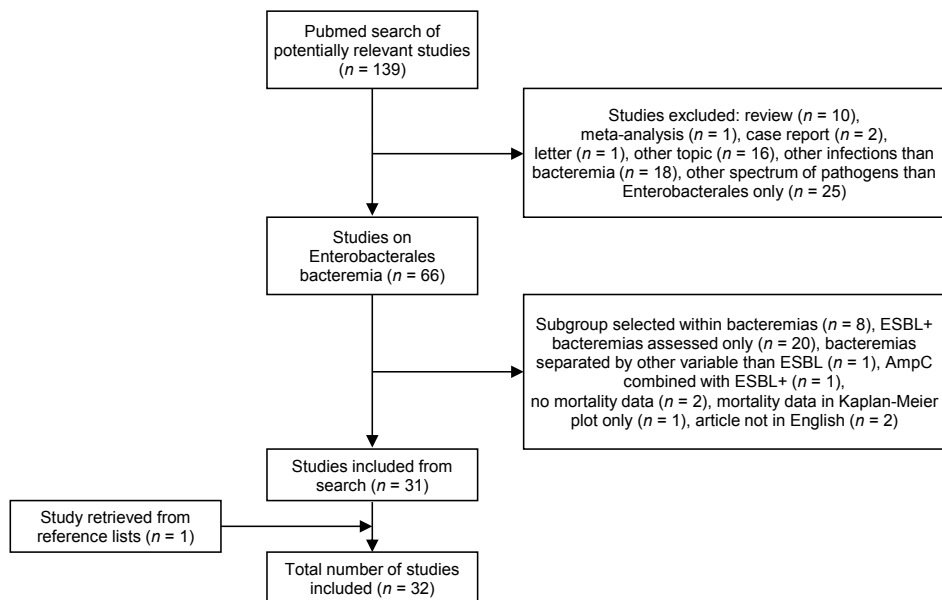 Pubmed search of
potentially relevant studies
(n = 139)
Studies excluded: review (n = 10),
meta-analysis (n = 1), case report (n = 2),
letter (n = 1), other topic (n = 16), other infections than
bacteremia (n = 18), other spectrum of pathogens than
Enterobacterales only (n = 25)
Studies on
Enterobacterales
bacteremia (n = 66)
Subgroup selected within bacteremias (n = 8), ESBL+
bacteremias assessed only (n = 20), bacteremias
separated by other variable than ESBL (n = 1), AmpC
combined with ESBL+ (n = 1),
no mortality data (n = 2), mortality data in Kaplan-Meier
plot only (n = 1), article not in English (n = 2)
Studies included from
search (n = 31)
Study retrieved from
reference lists (n = 1)
Total number of studies
included (n = 32)